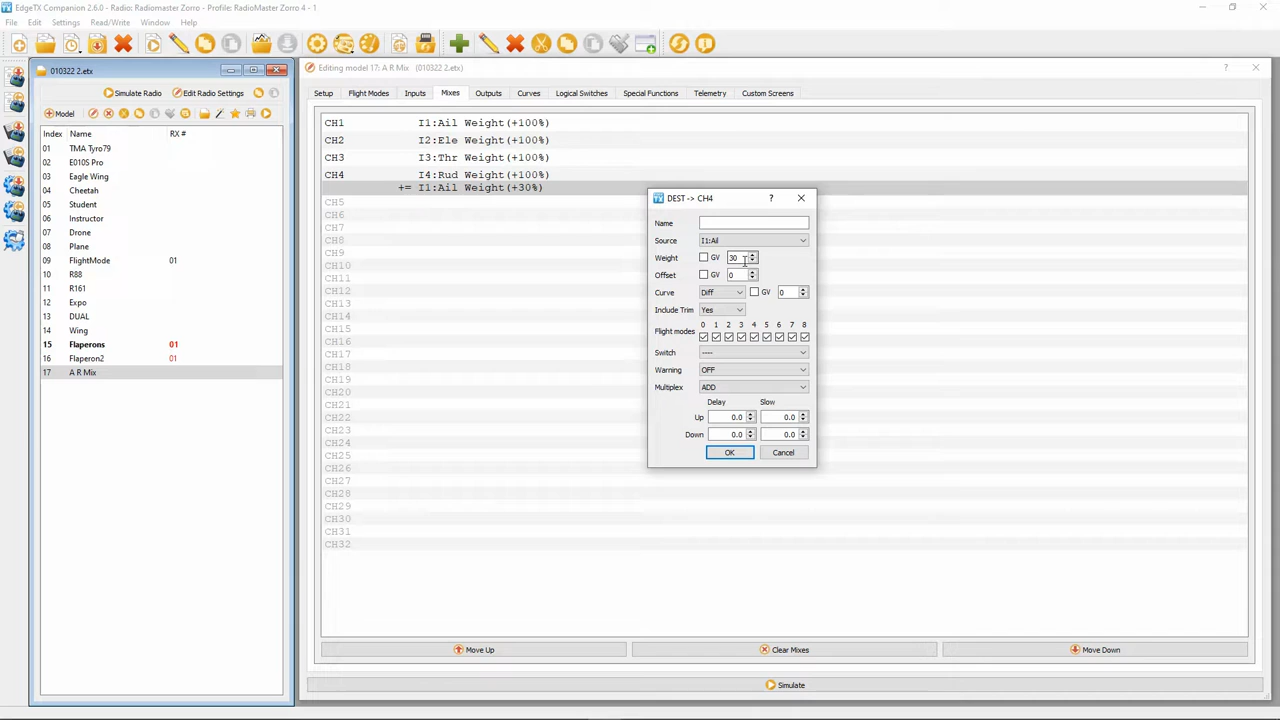 EdgeTX Companion 2.6.0 - Radio: Radiomaster Zorro - Profile: RadioMaster Zorro 4 - 1
File Edit Settings Read/Write Window Help
010322 2.etx
Simulate Radio Edit Radio Settings
Model
Index Name RX #
01 TMA Tyro79
02 E010S Pro
03 Eagle Wing
04 Cheetah
05 Student
06 Instructor
07 Drone
08 Plane
09 FlightMode 01
10 R88
11 R161
12 Expo
13 DUAL
14 Wing
15 Flaperons 01
16 Flaperon2 01
17 A R Mix
Editing model 17: A R Mix (010322 2.etx)
Setup Flight Modes Inputs Mixes Outputs Curves Logical Switches Special Functions Telemetry Custom Screens
CH1 I1:Ail Weight(+100%)
CH2 I2:Ele Weight(+100%)
CH3 I3:Thr Weight(+100%)
CH4 I4:Rud Weight(+100%)
+= I1:Ail Weight(+30%)
CH5
CH6
CH7
CH8
CH9
CH10
CH11
CH12
CH13
CH14
CH15
CH16
CH17
CH18
CH19
CH20
CH21
CH22
CH23
CH24
CH25
CH26
CH27
CH28
CH29
CH30
CH31
CH32
DEST -> CH4 ?
Name
Source I1:Ail
Weight GV 30
Offset GV 0
Curve Diff GV 0
Include Trim Yes
0 1 2 3 4 5 6 7 8
Flight modes
Switch ----
Warning OFF
Multiplex ADD
Delay Slow
Up 0.0 0.0
Down 0.0 0.0
OK Cancel
Move Up Clear Mixes Move Down
Simulate